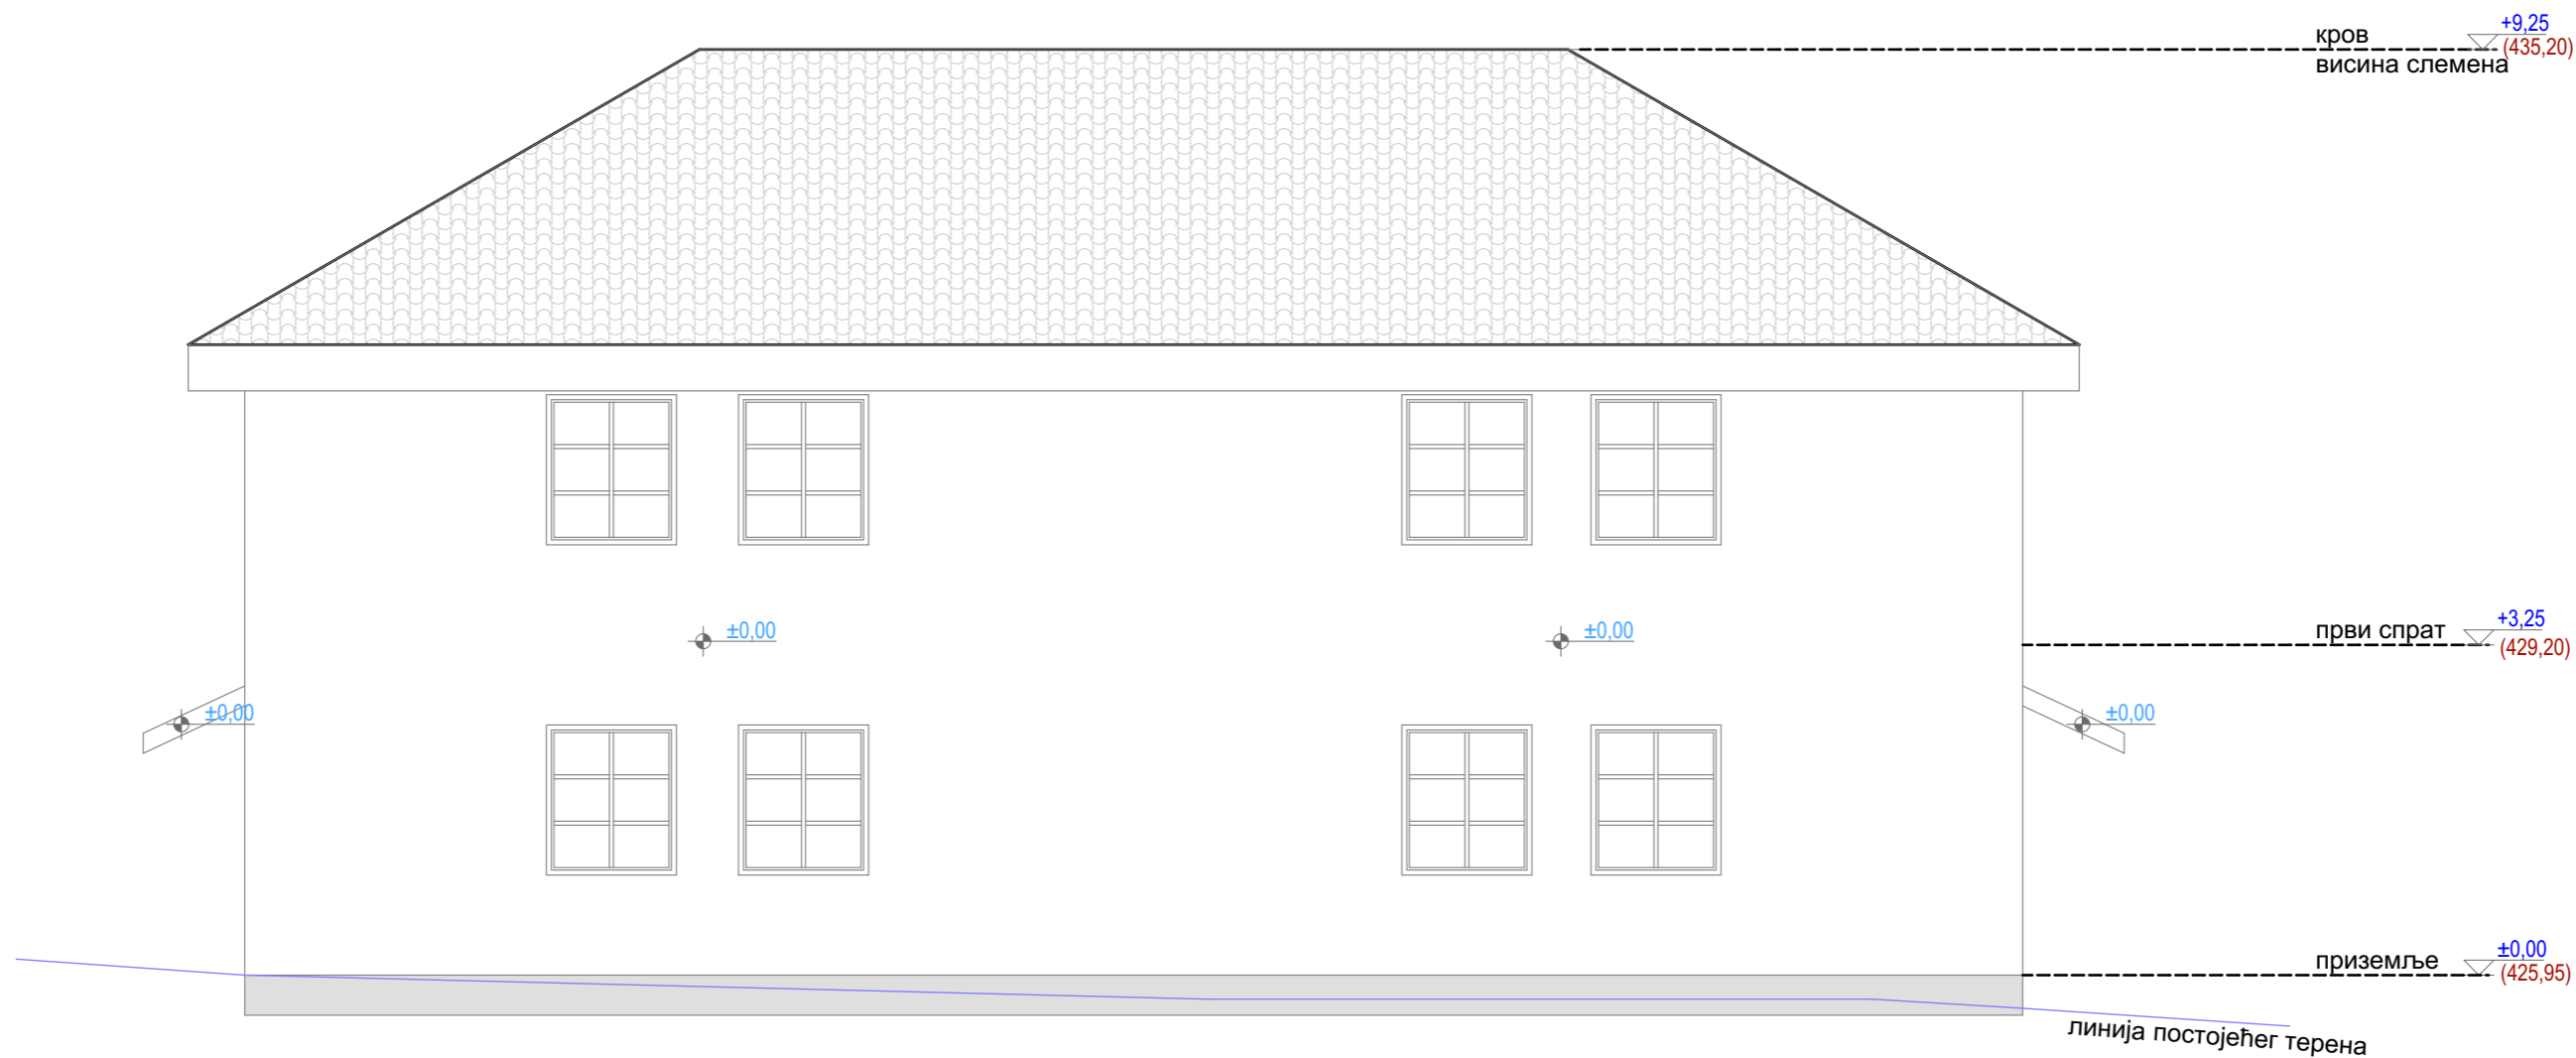 кров
+9,25
(435,20)
висина слемена
±0,00
±0,00
први спрат
+3,25
(429,20)
±0,00
±0,00
приземље
±0,00
(425,95)
линија постојећег терена